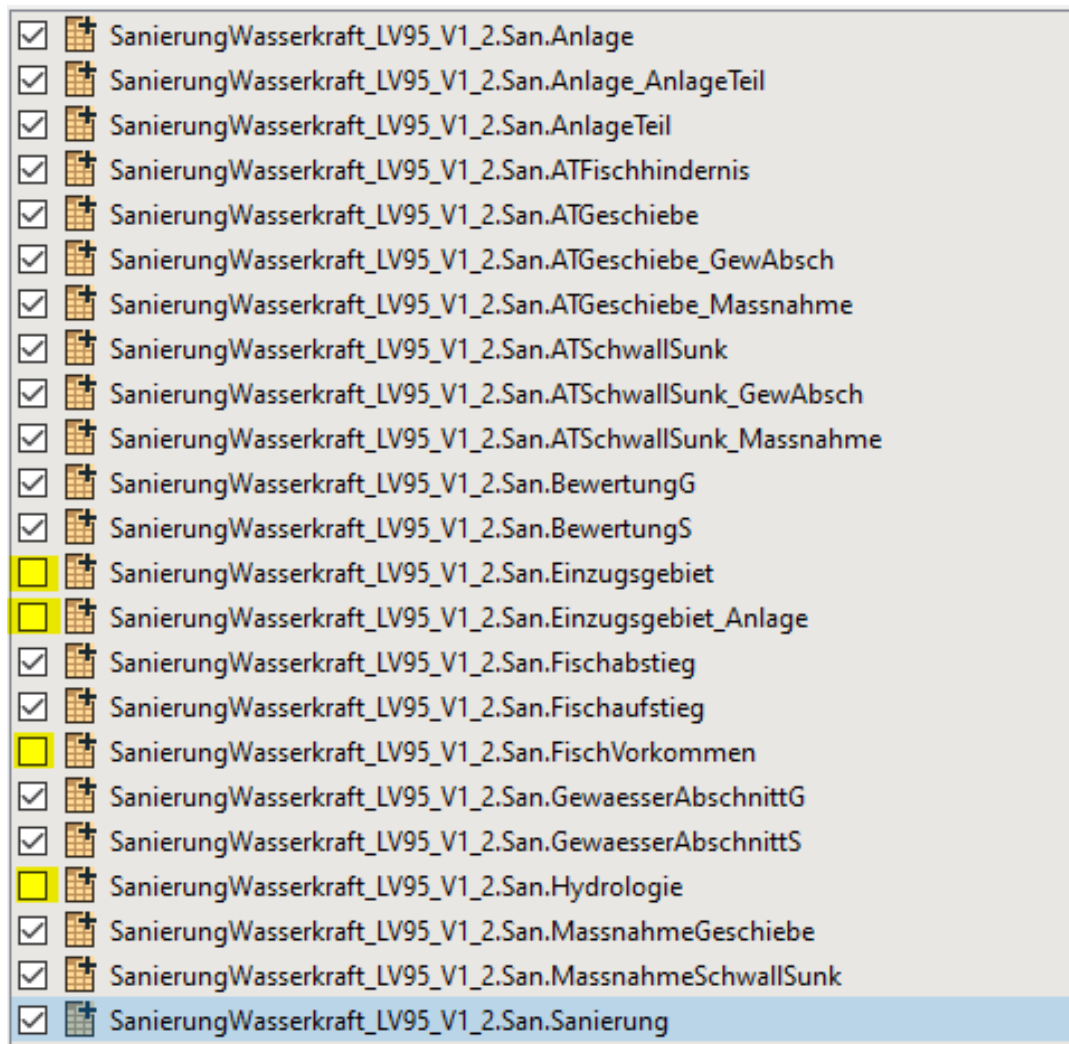 SanierungWasserkraft_LV95_V1_2.San.Anlage
SanierungWasserkraft_LV95_V1_2.San.Anlage_AnlageTeil
SanierungWasserkraft_LV95_V1_2.San.AnlageTeil
SanierungWasserkraft_LV95_V1_2.San.ATFischhindernis
SanierungWasserkraft_LV95_V1_2.San.ATGeschiebe
SanierungWasserkraft_LV95_V1_2.San.ATGeschiebe_GewAbsch
SanierungWasserkraft_LV95_V1_2.San.ATGeschiebe_Massnahme
SanierungWasserkraft_LV95_V1_2.San.ATSchwallSunk
SanierungWasserkraft_LV95_V1_2.San.ATSchwallSunk_GewAbsch
SanierungWasserkraft_LV95_V1_2.San.ATSchwallSunk_Massnahme
SanierungWasserkraft_LV95_V1_2.San.BewertungG
SanierungWasserkraft_LV95_V1_2.San.BewertungS
SanierungWasserkraft_LV95_V1_2.San.Einzugsgebiet
SanierungWasserkraft_LV95_V1_2.San.Einzugsgebiet_Anlage
SanierungWasserkraft_LV95_V1_2.San.Fischabstieg
SanierungWasserkraft_LV95_V1_2.San.Fischaufstieg
SanierungWasserkraft_LV95_V1_2.San.FischVorkommen
SanierungWasserkraft_LV95_V1_2.San.GewaesserAbschnittG
SanierungWasserkraft_LV95_V1_2.San.GewaesserAbschnittS
SanierungWasserkraft_LV95_V1_2.San.Hydrologie
SanierungWasserkraft_LV95_V1_2.San.MassnahmeGeschiebe
SanierungWasserkraft_LV95_V1_2.San.MassnahmeSchwallSunk
SanierungWasserkraft_LV95_V1_2.San.Sanierung